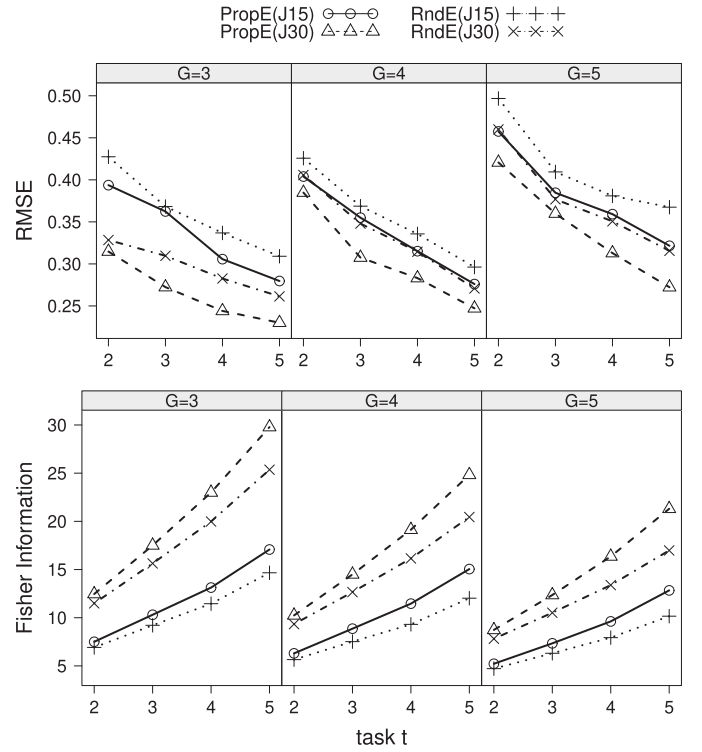 PropE(J15) RndE(J15)
PropE(J30) RndE(J30)
G=3 G=4 G=5
RMSE
0.50
0.45
0.40
0.35
0.30
0.25
2 3 4 5 2 3 4 5 2 3 4 5
G=3 G=4 G=5
Fisher Information
30
25
20
15
10
5
2 3 4 5 2 3 4 5 2 3 4 5
task t